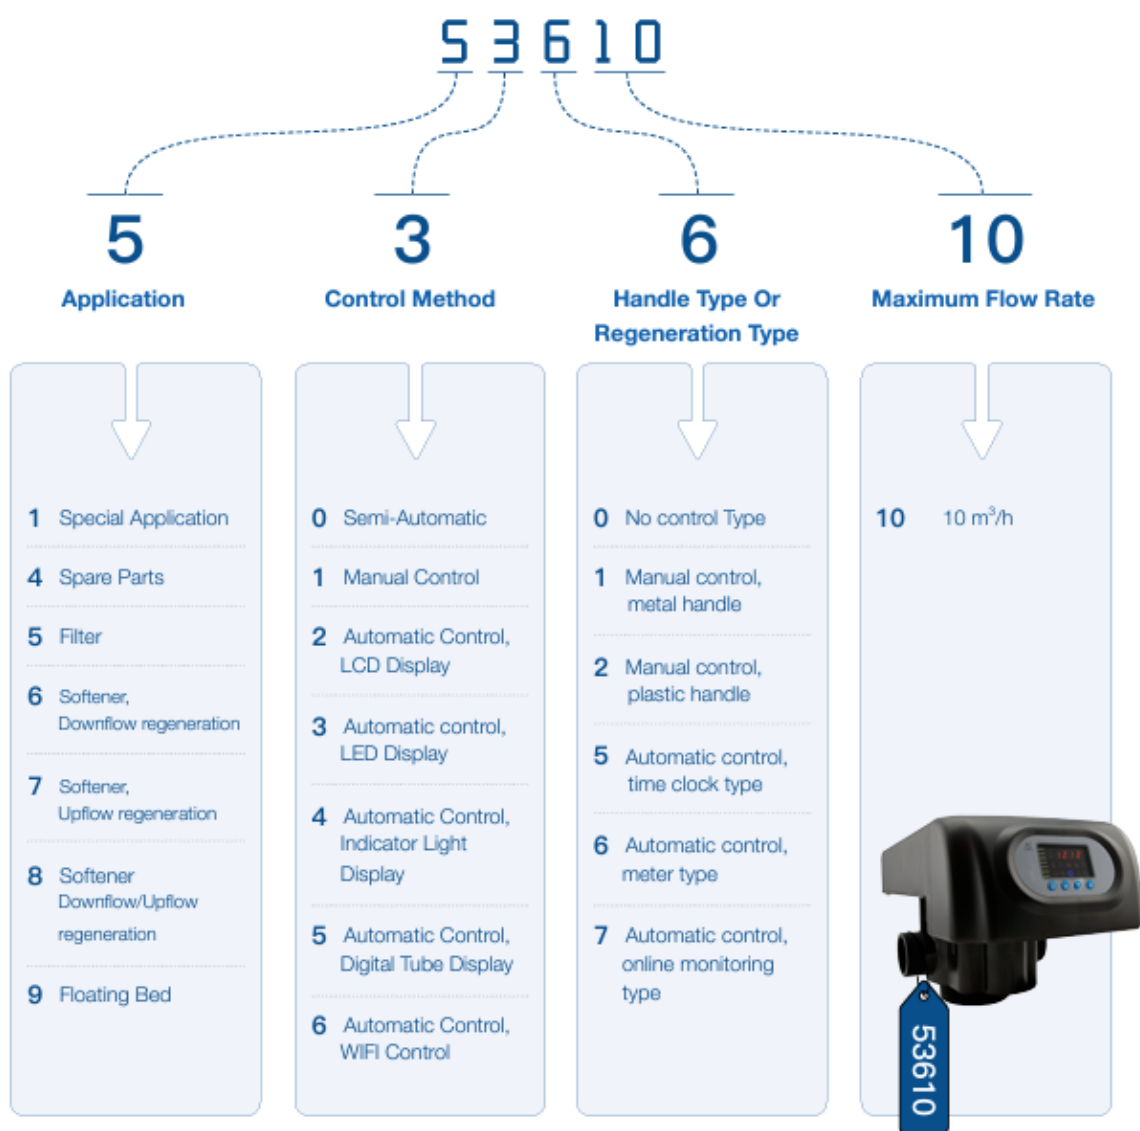 53610
5
Application
1 Special Application
4 Spare Parts
5 Filter
6 Softener,
Downflow regeneration
7 Softener,
Upflow regeneration
8 Softener
Downflow/Upflow
regeneration
9 Floating Bed
3
Control Method
0 Semi-Automatic
1 Manual Control
2 Automatic Control,
LCD Display
3 Automatic control,
LED Display
4 Automatic Control,
Indicator Light
Display
5 Automatic Control,
Digital Tube Display
6 Automatic Control,
WIFI Control
6
Handle Type Or
Regeneration Type
0 No control Type
1 Manual control,
metal handle
2 Manual control,
plastic handle
5 Automatic control,
time clock type
6 Automatic control,
meter type
7 Automatic control,
online monitoring
type
10
Maximum Flow Rate
10 10 m³/h
53610